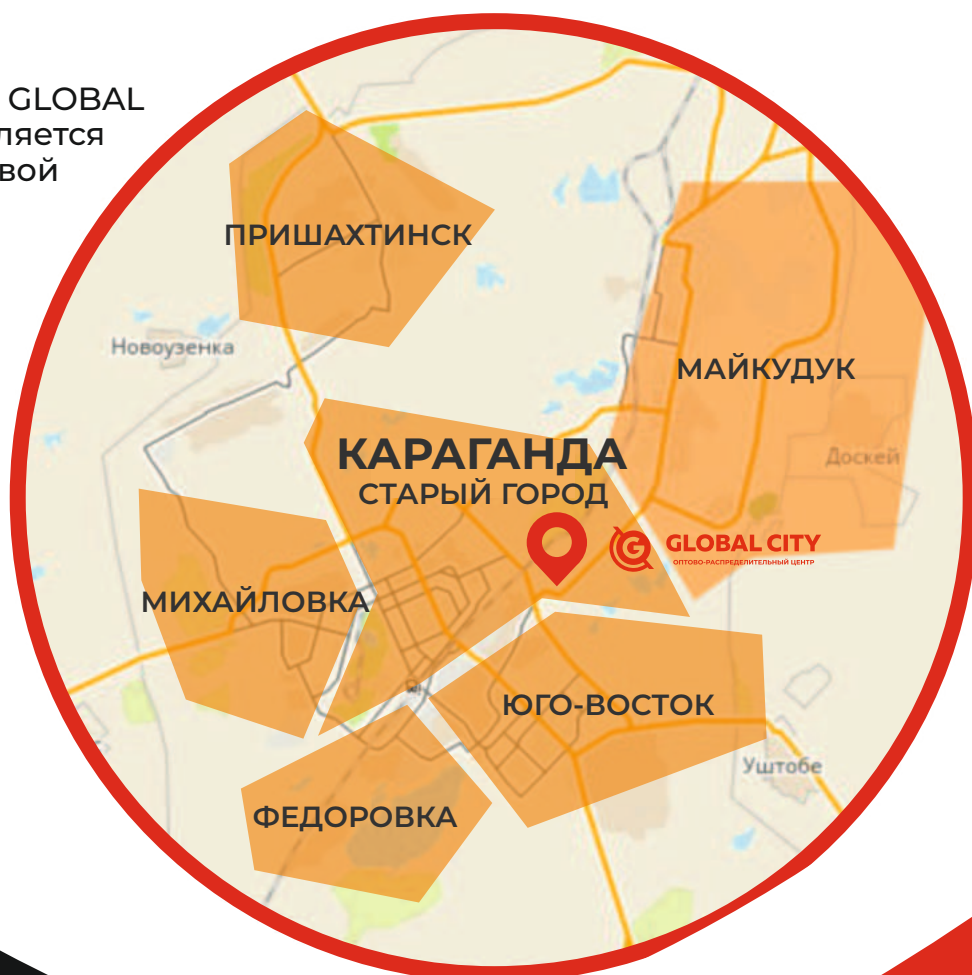 GLOBAL
ляется
вой
ПРИШАХТИНСК
Новоузенка
МАЙКУДУК
КАРАГАНДА
СТАРЫЙ ГОРОД
Доскей
GLOBAL CITY
ОПТОВО-РАСПРЕДЕЛИТЕЛЬНЫЙ ЦЕНТР
МИХАЙЛОВКА
ЮГО-ВОСТОК
Уштобе
ФЕДОРОВКА